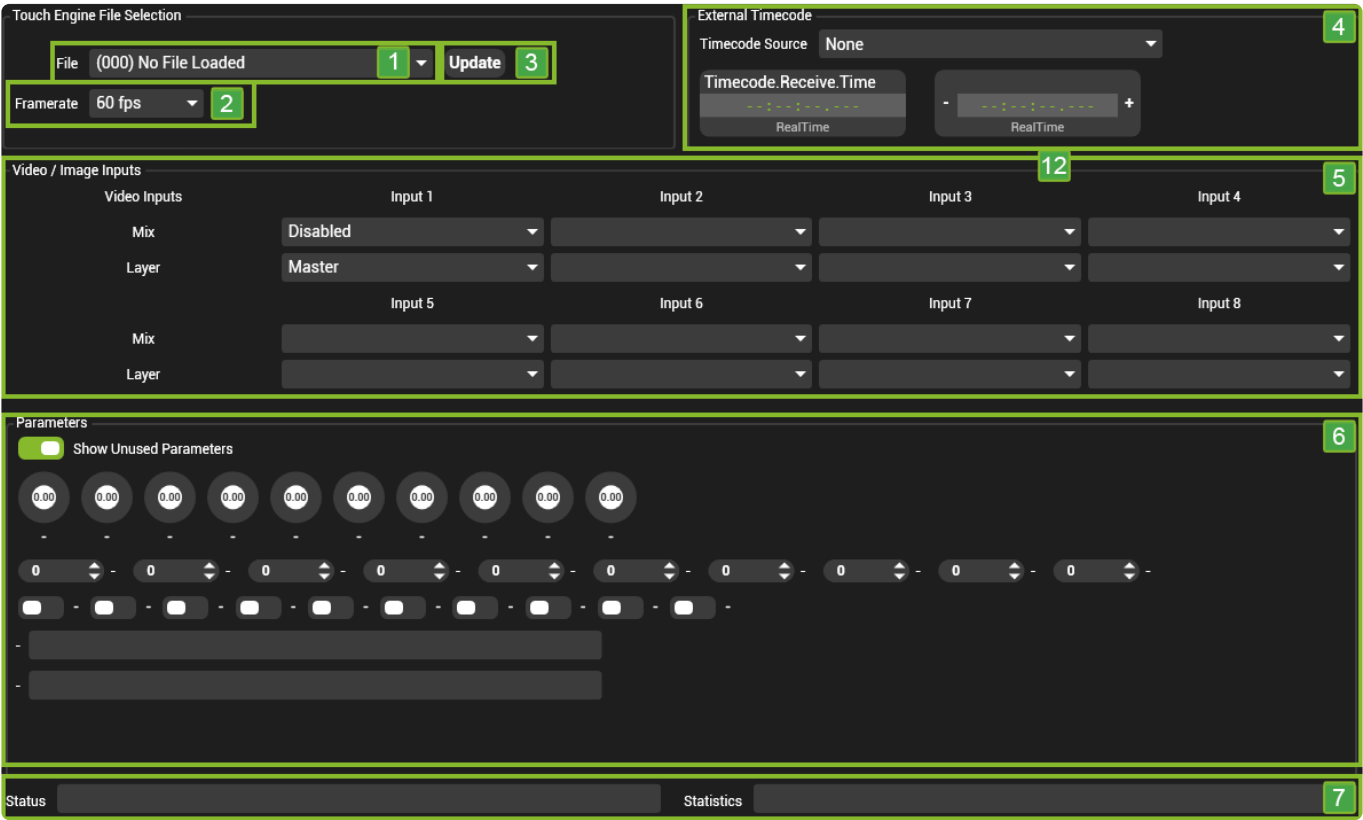 Touch Engine File Selection
External Timecode
4
File (000) No File Loaded 1 Update 3
Timecode Source None
Framerate 60 fps 2
Timecode.Receive.Time
--:--:--.---
RealTime
- --:--:--.--- +
RealTime
12
Video / Image Inputs
5
Video Inputs Input 1 Input 2 Input 3 Input 4
Mix Disabled
Layer Master
Input 5 Input 6 Input 7 Input 8
Mix
Layer
Parameters
6
Show Unused Parameters
0.00 0.00 0.00 0.00 0.00 0.00 0.00 0.00 0.00 0.00
- - - - - - - - - -
0 - 0 - 0 - 0 - 0 - 0 - 0 - 0 - 0 - 0 -
- - - - - - - - - -
-
-
Status Statistics 7